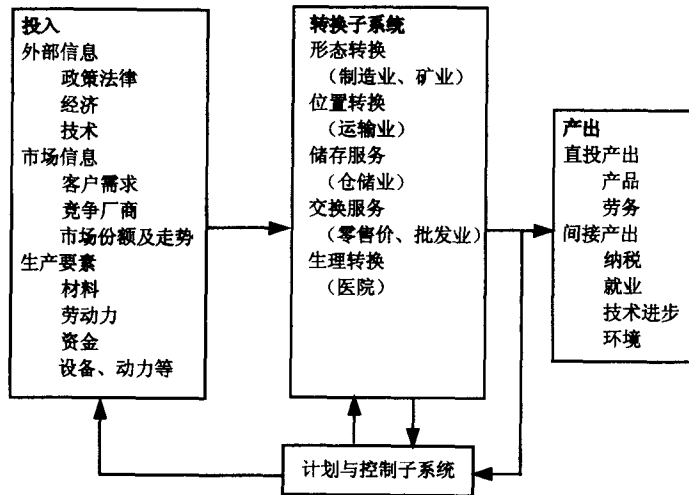 投入
外部信息
政策法律
经济
技术
市场信息
客户需求
竞争厂商
市场份额及走势
生产要素
材料
劳动力
资金
设备、动力等
转换子系统
形态转换
（制造业、矿业）
位置转换
（运输业）
储存服务
（仓储业）
交换服务
（零售价、批发业）
生理转换
（医院）
产出
直投产出
产品
劳务
间接产出
纳税
就业
技术进步
环境
计划与控制子系统